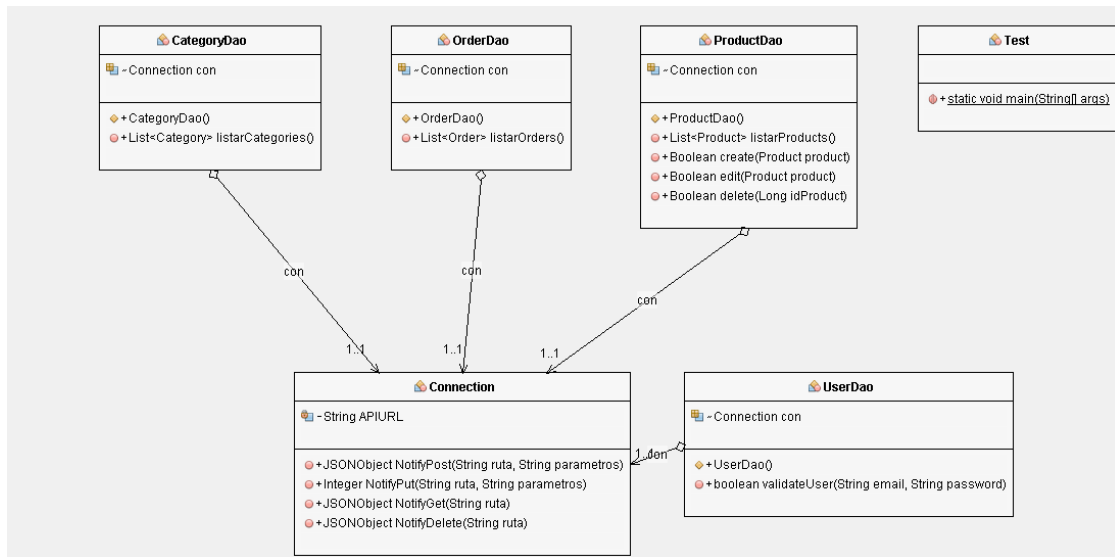 CategoryDao
~Connection con
+CategoryDao()
+List<Category> listarCategories()
OrderDao
~Connection con
+OrderDao()
+List<Order> listarOrders()
ProductDao
~Connection con
+ProductDao()
+List<Product> listarProducts()
+Boolean create(Product product)
+Boolean edit(Product product)
+Boolean delete(Long idProduct)
Test
+static void main(String[] args)
con
con
con
1..1
1..1
1..1
Connection
-String APIURL
+JSONObject NotifyPost(String ruta, String parametros)
+Integer NotifyPut(String ruta, String parametros)
+JSONObject NotifyGet(String ruta)
+JSONObject NotifyDelete(String ruta)
1..1
con
UserDao
~Connection con
+UserDao()
+boolean validateUser(String email, String password)